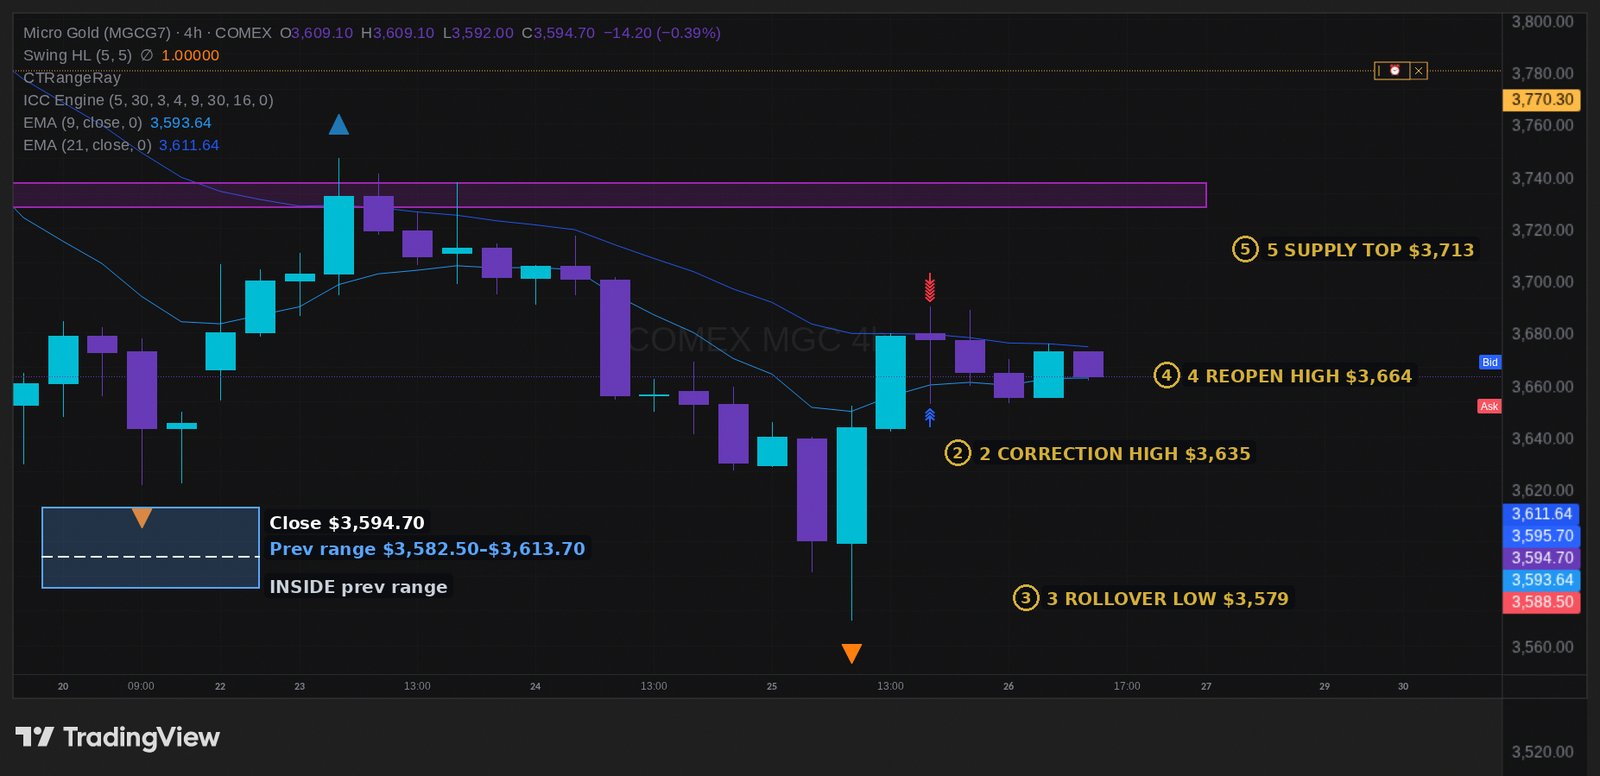 Micro Gold (MGCG7) · 4h · COMEX O3,609.10 H3,609.10 L3,592.00 C3,594.70 −14.20 (−0.39%)
Swing HL (5, 5) ∅ 1.00000
CTRangeRay
ICC Engine (5, 30, 3, 4, 9, 30, 16, 0)
EMA (9, close, 0) 3,593.64
EMA (21, close, 0) 3,611.64
3,800.00
3,780.00
3,770.30
3,760.00
3,740.00
3,720.00
5 5 SUPPLY TOP $3,713
3,700.00
3,680.00
COMEX MGC 4h
Bid
4 4 REOPEN HIGH $3,664
3,660.00
Ask
3,640.00
2 2 CORRECTION HIGH $3,635
3,620.00
3,611.64
Close $3,594.70
3,595.70
Prev range $3,582.50–$3,613.70
3,594.70
3,593.64
INSIDE prev range
3 3 ROLLOVER LOW $3,579
3,588.50
3,560.00
20 09:00 22 23 13:00 24 13:00 25 13:00 26 17:00 27 29 30
TradingView
3,520.00